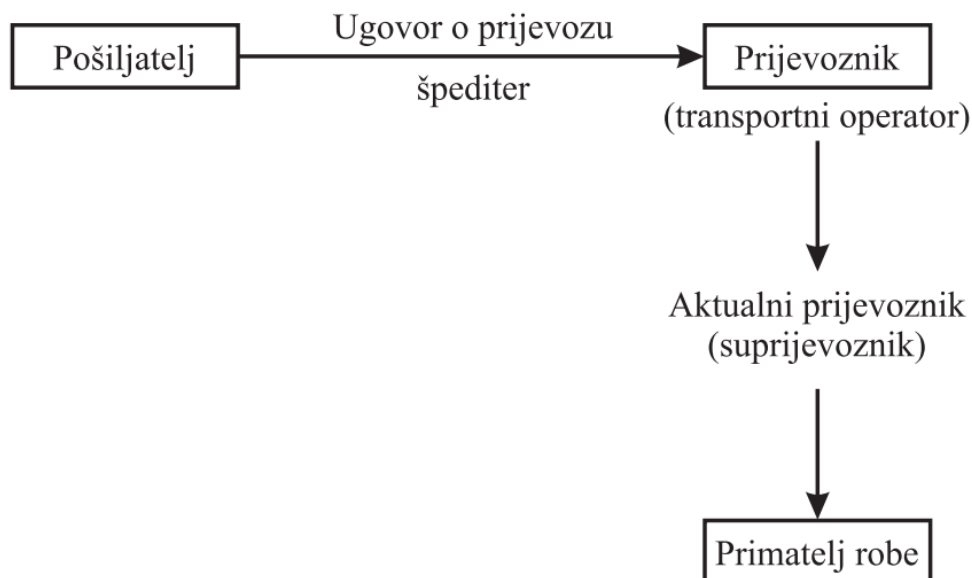 Pošiljatelj
Ugovor o prijevozu
špediter
Prijevoznik
(transportni operator)
Aktualni prijevoznik
(suprijevoznik)
Primatelj robe